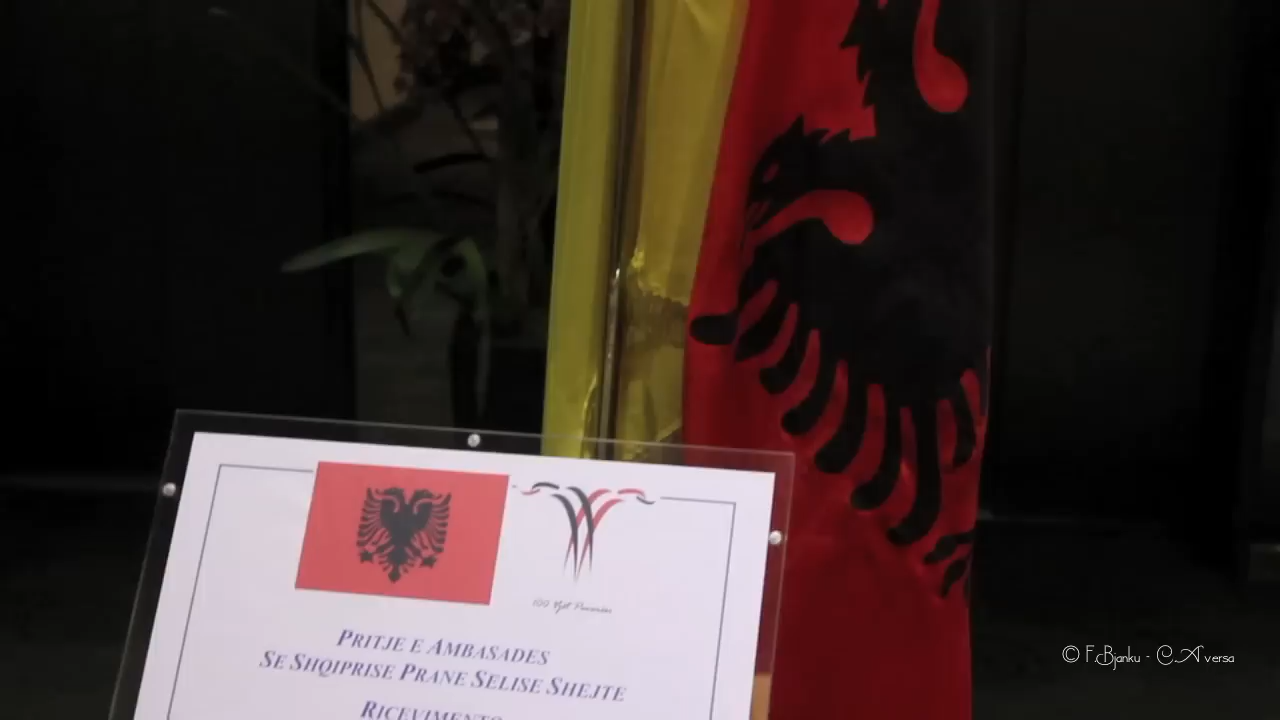 100 Vjet Pavarësi
PRITJE E AMBASADES
SE SHQIPRISE PRANE SELISE SHEJTE
RICEVIMENTO
© F.Bjanku - C.Aversa